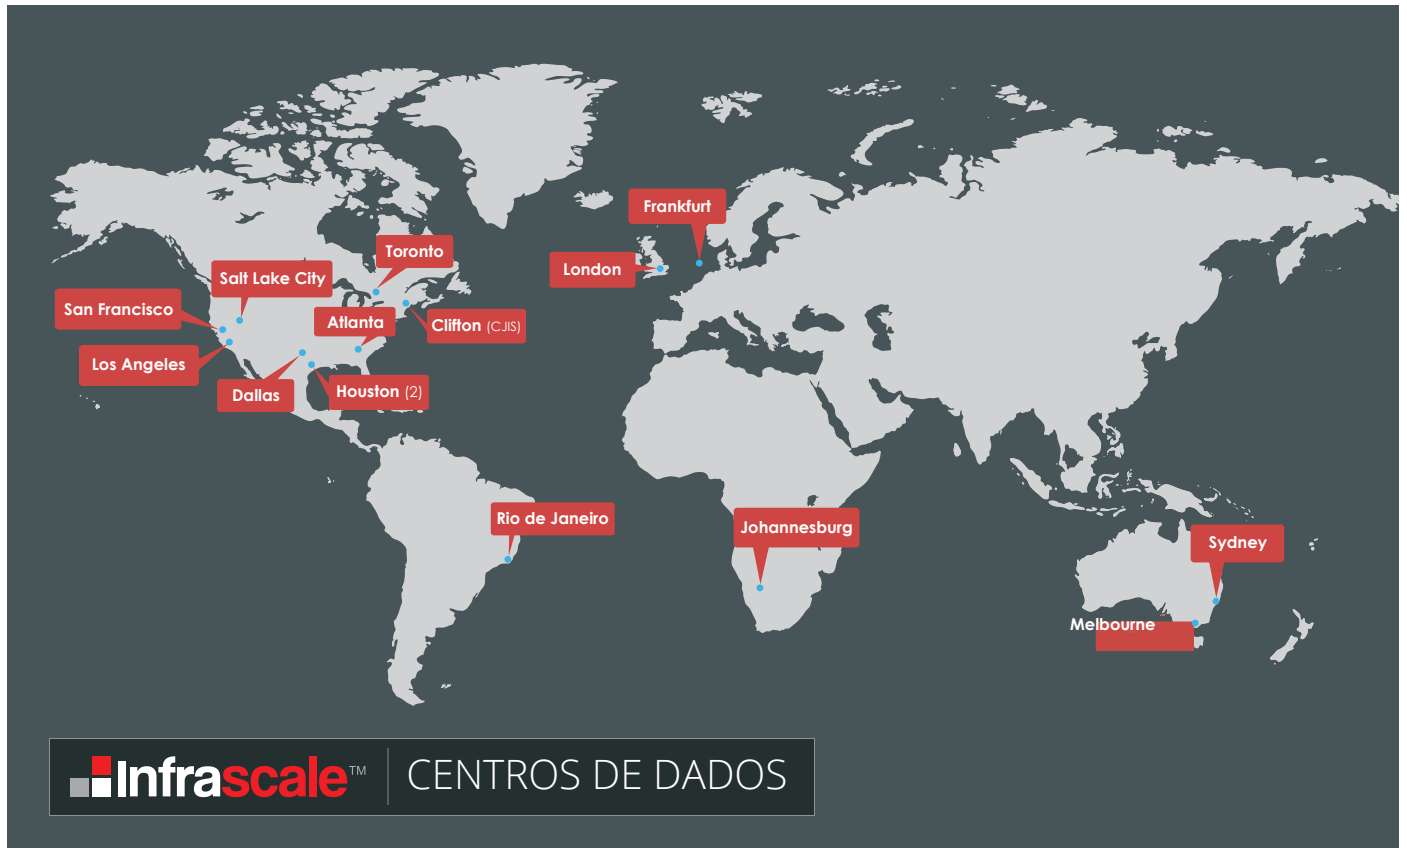 Frankfurt
Toronto
London
Salt Lake City
San Francisco
Atlanta
Clifton (CJIS)
Los Angeles
Dallas
Houston (2)
Rio de Janeiro
Johannesburg
Sydney
Melbourne
Infrascale™
CENTROS DE DADOS